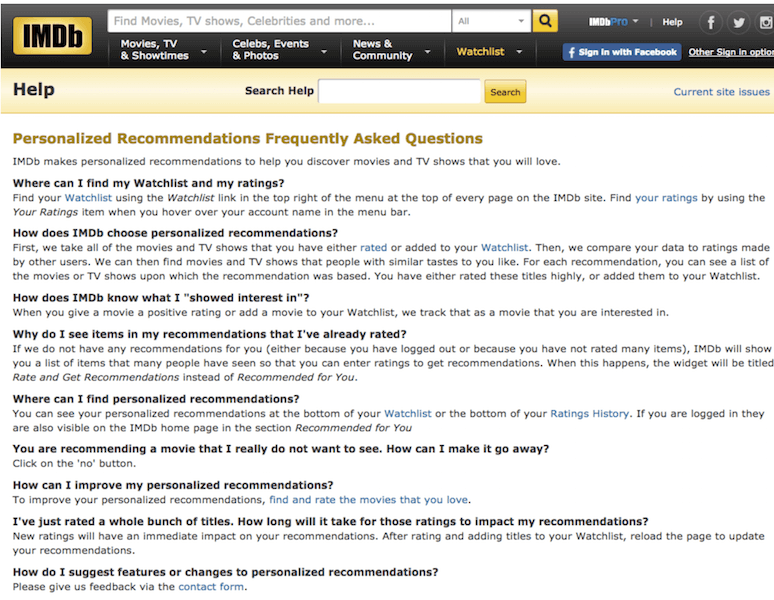 IMDb
Find Movies, TV shows, Celebrities and more...
All
IMDbPro
Help
Movies, TV
& Showtimes
Celebs, Events
& Photos
News &
Community
Watchlist
f Sign in with Facebook
Other Sign in option
Help
Search Help
Search
Current site issues
Personalized Recommendations Frequently Asked Questions
IMDb makes personalized recommendations to help you discover movies and TV shows that you will love.
Where can I find my Watchlist and my ratings?
Find your Watchlist using the Watchlist link in the top right of the menu at the top of every page on the IMDb site. Find your ratings by using the
Your Ratings item when you hover over your account name in the menu bar.
How does IMDb choose personalized recommendations?
First, we take all of the movies and TV shows that you have either rated or added to your Watchlist. Then, we compare your data to ratings made
by other users. We can then find movies and TV shows that people with similar tastes to you like. For each recommendation, you can see a list of
the movies or TV shows upon which the recommendation was based. You have either rated these titles highly, or added them to your Watchlist.
How does IMDb know what I "showed interest in"?
When you give a movie a positive rating or add a movie to your Watchlist, we track that as a movie that you are interested in.
Why do I see items in my recommendations that I've already rated?
If we do not have any recommendations for you (either because you have logged out or because you have not rated many items), IMDb will show
you a list of items that many people have seen so that you can enter ratings to get recommendations. When this happens, the widget will be titled
Rate and Get Recommendations instead of Recommended for You.
Where can I find personalized recommendations?
You can see your personalized recommendations at the bottom of your Watchlist or the bottom of your Ratings History. If you are logged in they
are also visible on the IMDb home page in the section Recommended for You
You are recommending a movie that I really do not want to see. How can I make it go away?
Click on the 'no' button.
How can I improve my personalized recommendations?
To improve your personalized recommendations, find and rate the movies that you love.
I've just rated a whole bunch of titles. How long will it take for those ratings to impact my recommendations?
New ratings will have an immediate impact on your recommendations. After rating and adding titles to your Watchlist, reload the page to update
your recommendations.
How do I suggest features or changes to personalized recommendations?
Please give us feedback via the contact form.